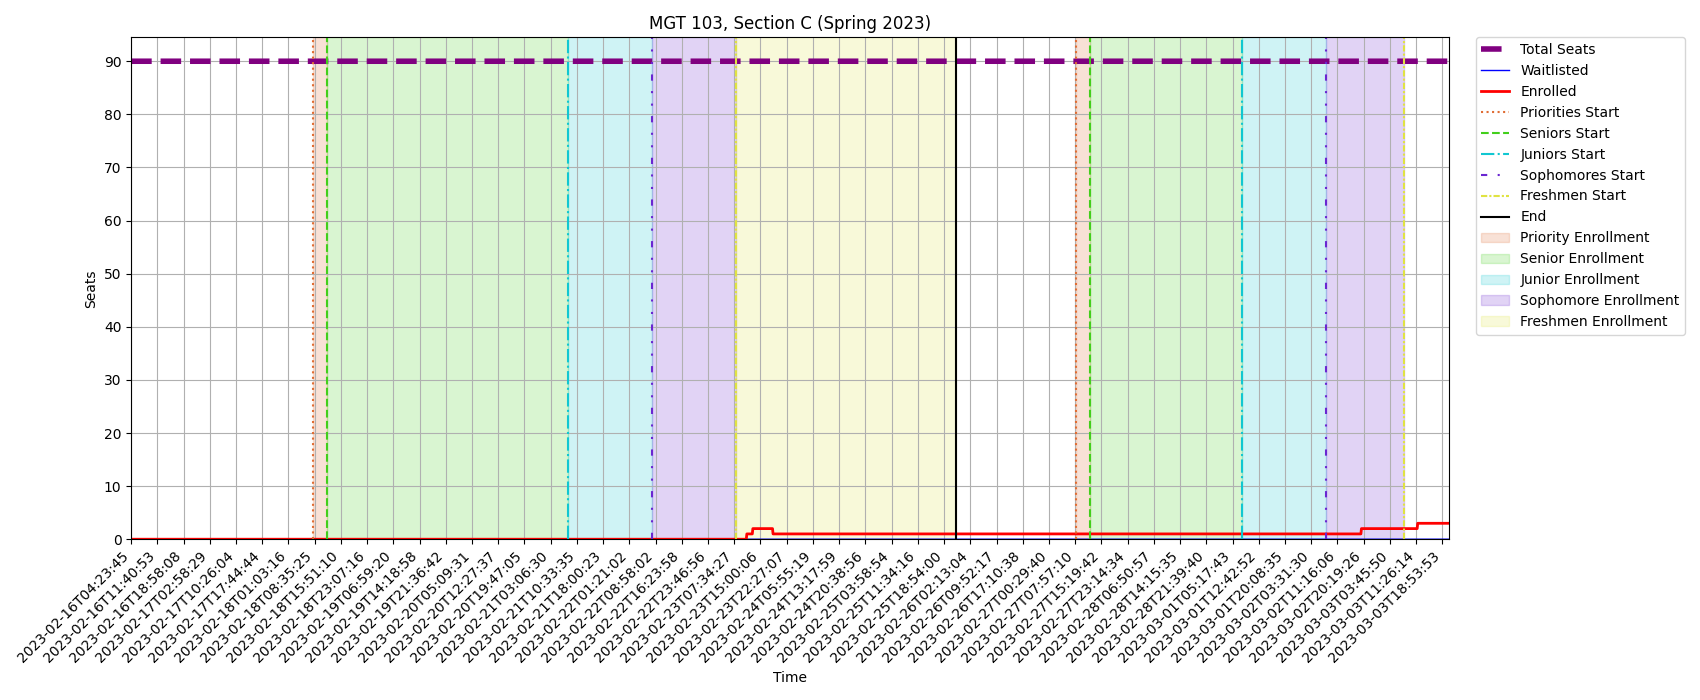 MGT 103, Section C (Spring 2023)
Seats
90
80
70
60
50
40
30
20
10
0
2023-02-16T04:23:45
2023-02-16T11:40:53
2023-02-16T18:58:08
2023-02-17T02:58:29
2023-02-17T10:26:04
2023-02-17T17:44:44
2023-02-18T01:03:16
2023-02-18T08:35:25
2023-02-18T15:51:10
2023-02-18T23:07:16
2023-02-19T06:59:20
2023-02-19T14:18:58
2023-02-19T21:36:42
2023-02-20T05:09:31
2023-02-20T12:27:37
2023-02-20T19:47:05
2023-02-21T03:06:30
2023-02-21T10:33:35
2023-02-21T18:00:23
2023-02-22T01:21:02
2023-02-22T08:58:02
2023-02-22T16:23:58
2023-02-22T23:46:56
2023-02-23T07:34:27
2023-02-23T15:00:06
2023-02-23T22:27:07
2023-02-24T05:55:19
2023-02-24T13:17:59
2023-02-24T20:38:56
2023-02-25T03:58:54
2023-02-25T11:34:16
2023-02-25T18:54:00
2023-02-26T02:13:04
2023-02-26T09:52:17
2023-02-26T17:10:38
2023-02-27T00:29:40
2023-02-27T07:57:10
2023-02-27T15:19:42
2023-02-27T23:14:34
2023-02-28T06:50:57
2023-02-28T14:15:35
2023-02-28T21:39:40
2023-03-01T05:17:43
2023-03-01T12:42:52
2023-03-01T20:08:35
2023-03-02T03:31:30
2023-03-02T11:16:06
2023-03-02T20:19:26
2023-03-03T03:45:50
2023-03-03T11:26:14
2023-03-03T18:53:53
Time
Total Seats
Waitlisted
Enrolled
Priorities Start
Seniors Start
Juniors Start
Sophomores Start
Freshmen Start
End
Priority Enrollment
Senior Enrollment
Junior Enrollment
Sophomore Enrollment
Freshmen Enrollment